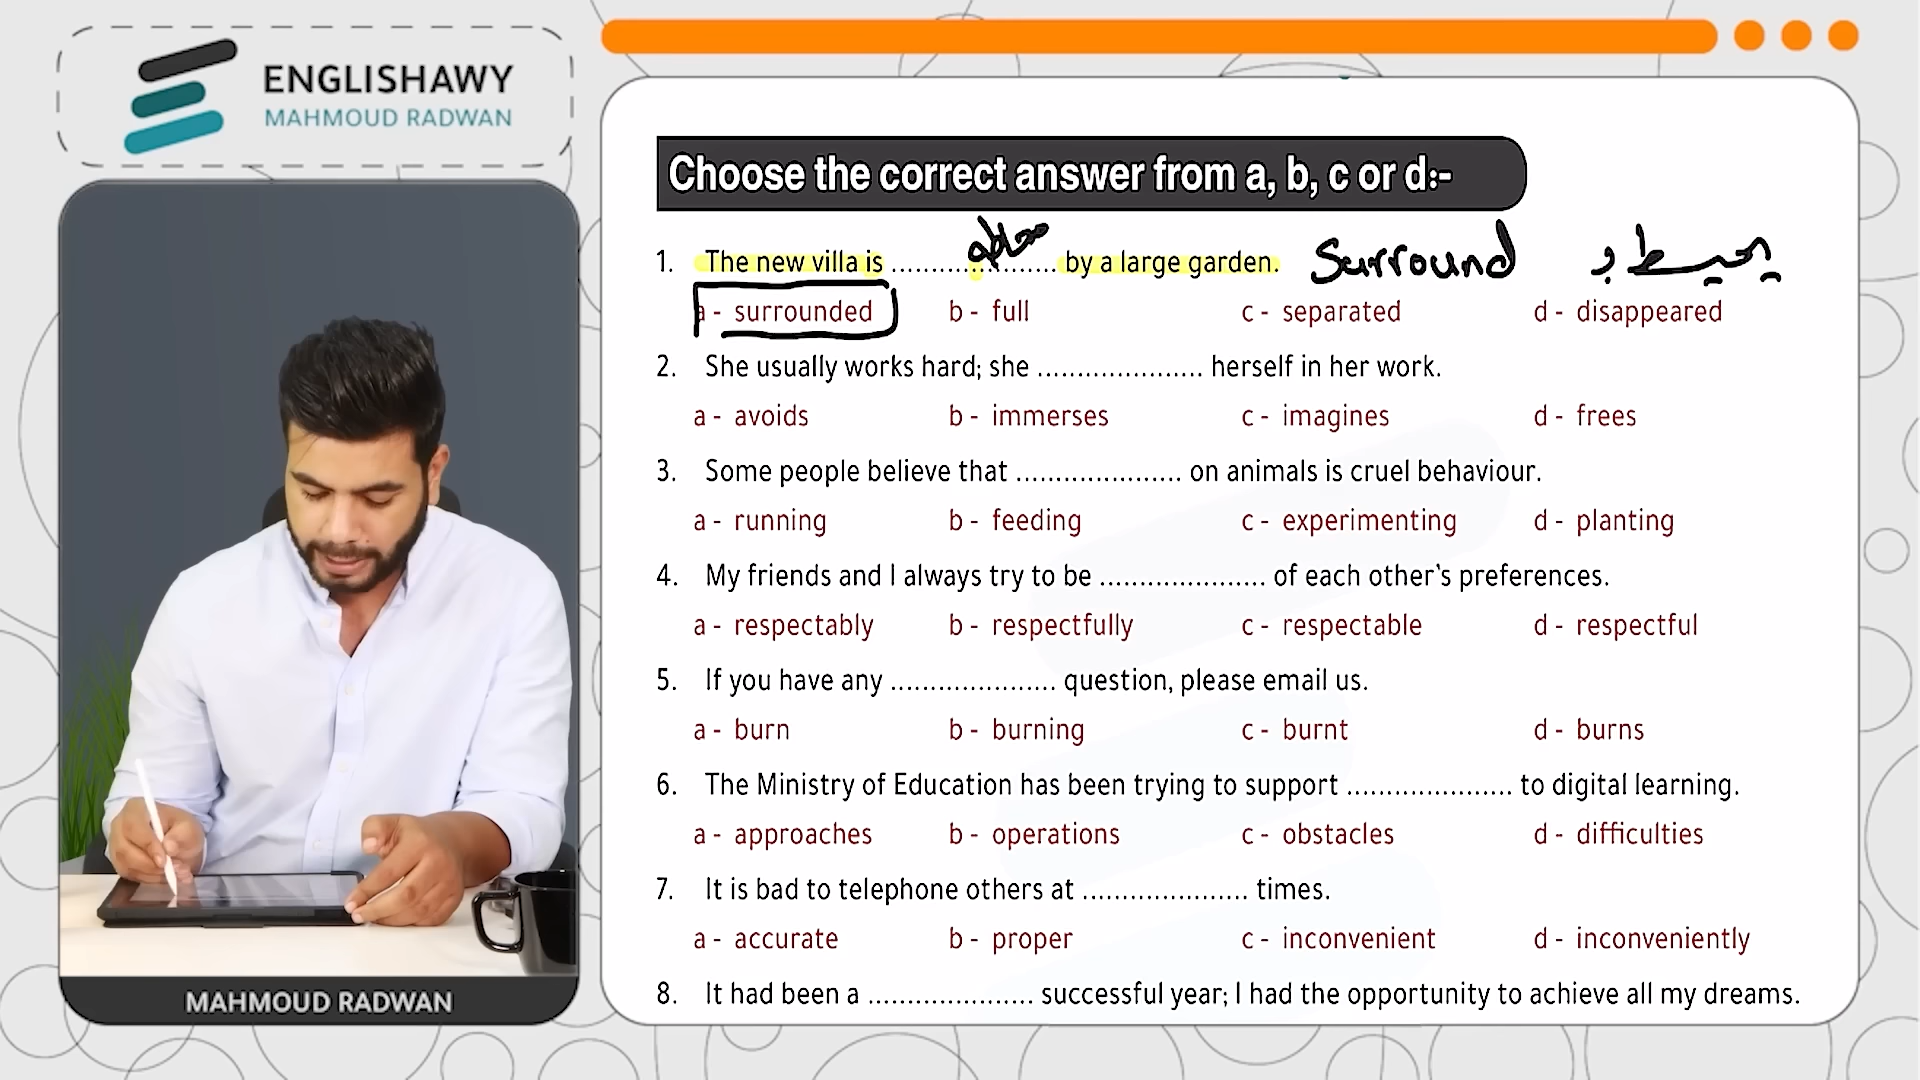 ENGLISHAWY
MAHMOUD RADWAN
Choose the correct answer from a, b, c or d:-
1. The new villa is ..................... by a large garden. Surround يحيط بـ
a - surrounded b - full c - separated d - disappeared
2. She usually works hard; she ..................... herself in her work.
a - avoids b - immerses c - imagines d - frees
3. Some people believe that ..................... on animals is cruel behaviour.
a - running b - feeding c - experimenting d - planting
4. My friends and I always try to be ..................... of each other's preferences.
a - respectably b - respectfully c - respectable d - respectful
5. If you have any ..................... question, please email us.
a - burn b - burning c - burnt d - burns
6. The Ministry of Education has been trying to support ..................... to digital learning.
a - approaches b - operations c - obstacles d - difficulties
7. It is bad to telephone others at ..................... times.
a - accurate b - proper c - inconvenient d - inconveniently
8. It had been a ..................... successful year; I had the opportunity to achieve all my dreams.
MAHMOUD RADWAN